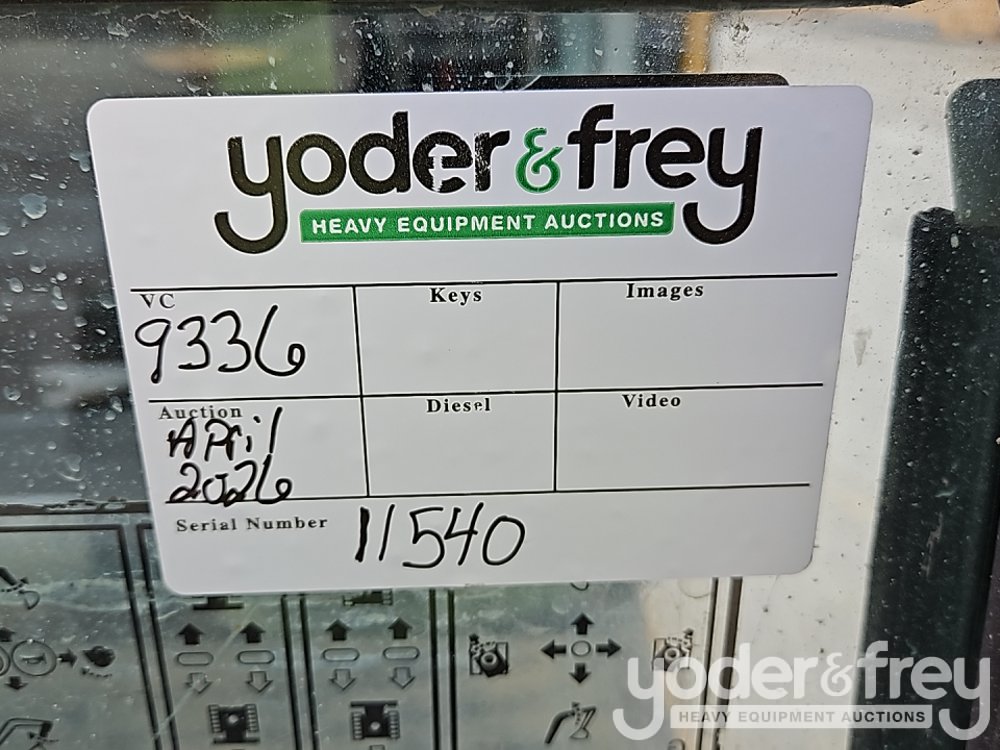 yoder & frey
HEAVY EQUIPMENT AUCTIONS
VC Keys Images
9336
Auction Diesel Video
April
2026
Serial Number 11540
yoder & frey
HEAVY EQUIPMENT AUCTIONS